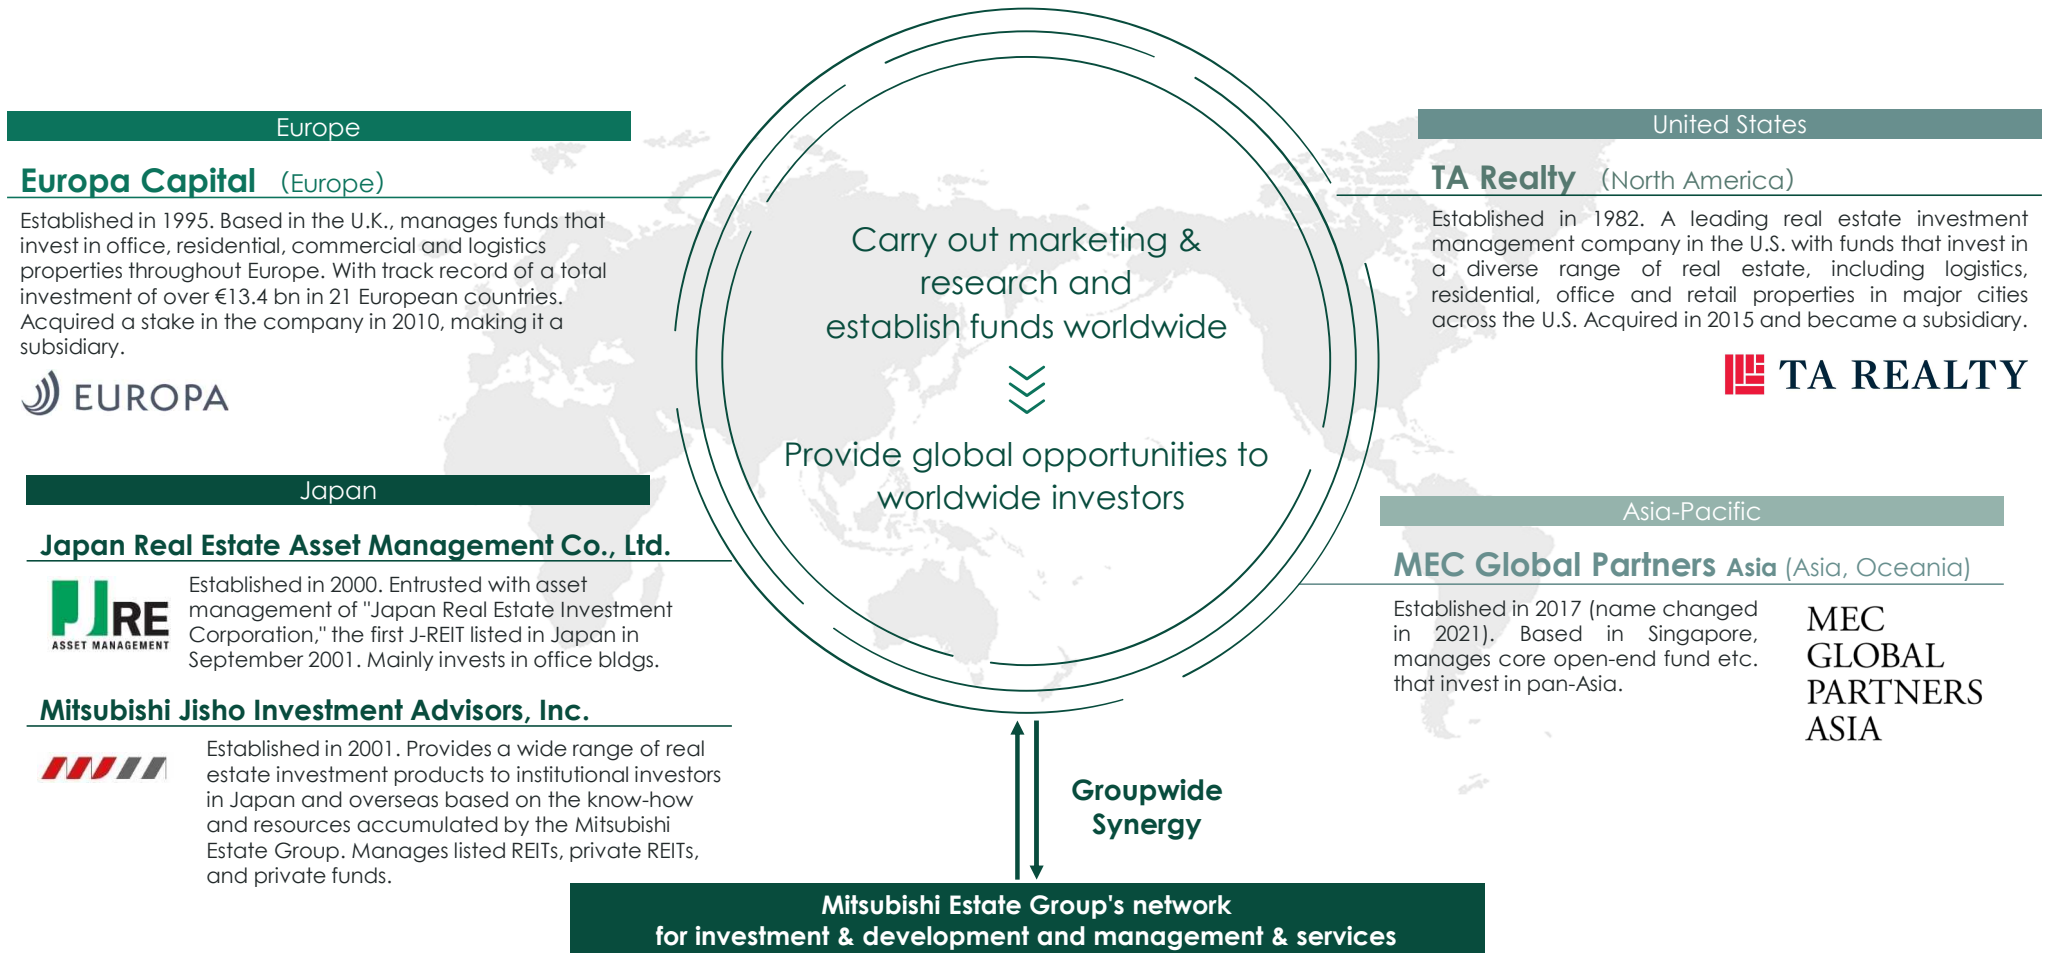 Europe
Europa Capital （Europe）
Established in 1995. Based in the U.K., manages funds that
invest in office, residential, commercial and logistics
properties throughout Europe. With track record of a total
investment of over €13.4 bn in 21 European countries.
Acquired a stake in the company in 2010, making it a
subsidiary.
EUROPA
Japan
Japan Real Estate Asset Management Co., Ltd.
JRE
ASSET MANAGEMENT
Established in 2000. Entrusted with asset
management of "Japan Real Estate Investment
Corporation," the first J-REIT listed in Japan in
September 2001. Mainly invests in office bldgs.
Mitsubishi Jisho Investment Advisors, Inc.
Established in 2001. Provides a wide range of real
estate investment products to institutional investors
in Japan and overseas based on the know-how
and resources accumulated by the Mitsubishi
Estate Group. Manages listed REITs, private REITs,
and private funds.
Carry out marketing &
research and
establish funds worldwide
Provide global opportunities to
worldwide investors
United States
TA Realty （North America）
Established in 1982. A leading real estate investment
management company in the U.S. with funds that invest in
a diverse range of real estate, including logistics,
residential, office and retail properties in major cities
across the U.S. Acquired in 2015 and became a subsidiary.
TA REALTY
Asia-Pacific
MEC Global Partners Asia (Asia, Oceania)
Established in 2017 (name changed
in 2021). Based in Singapore,
manages core open-end fund etc.
that invest in pan-Asia.
MEC
GLOBAL
PARTNERS
ASIA
Groupwide
Synergy
Mitsubishi Estate Group's network
for investment & development and management & services